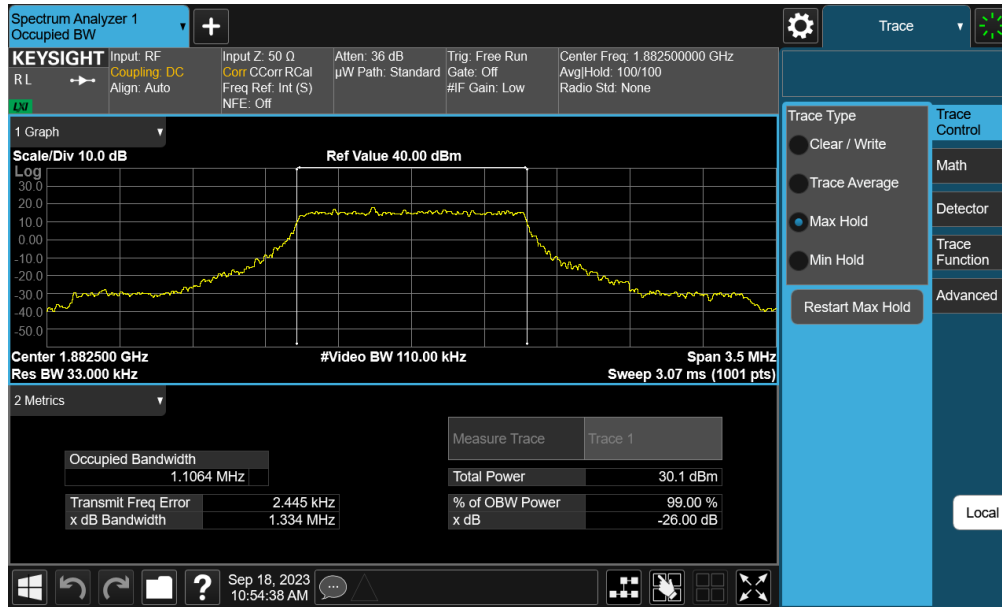 Spectrum Analyzer 1
Occupied BW
Trace
KEYSIGHT
R L
LXI
Input: RF
Coupling: DC
Align: Auto
Input Z: 50 Ω
Corr CCorr RCal
Freq Ref: Int (S)
NFE: Off
Atten: 36 dB
µW Path: Standard
Trig: Free Run
Gate: Off
#IF Gain: Low
Center Freq: 1.882500000 GHz
Avg|Hold: 100/100
Radio Std: None
1 Graph
Scale/Div 10.0 dB
Ref Value 40.00 dBm
Log
30.0
20.0
10.0
0.00
-10.0
-20.0
-30.0
-40.0
-50.0
Center 1.882500 GHz
#Video BW 110.00 kHz
Span 3.5 MHz
Res BW 33.000 kHz
Sweep 3.07 ms (1001 pts)
2 Metrics
Measure Trace
Trace 1
Occupied Bandwidth
1.1064 MHz
Total Power
30.1 dBm
Transmit Freq Error
2.445 kHz
% of OBW Power
99.00 %
x dB Bandwidth
1.334 MHz
x dB
-26.00 dB
Trace Type
Clear / Write
Trace Average
Max Hold
Min Hold
Restart Max Hold
Trace
Control
Math
Detector
Trace
Function
Advanced
Local
?
Sep 18, 2023
10:54:38 AM